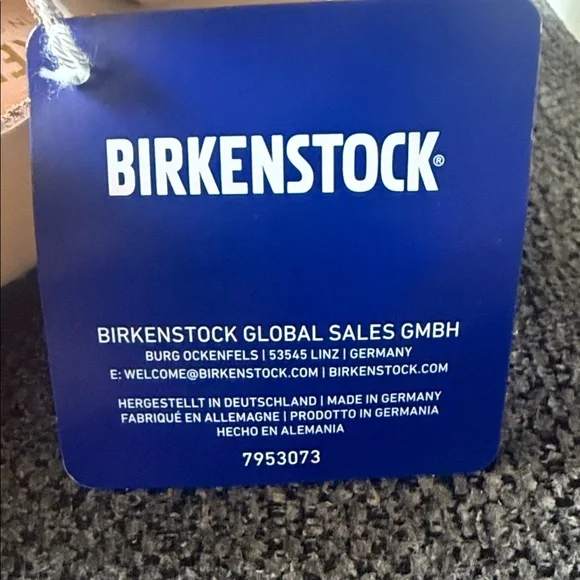 BIRKENSTOCK®
BIRKENSTOCK GLOBAL SALES GMBH
BURG OCKENFELS | 53545 LINZ | GERMANY
E: WELCOME@BIRKENSTOCK.COM | BIRKENSTOCK.COM
HERGESTELLT IN DEUTSCHLAND | MADE IN GERMANY
FABRIQUÉ EN ALLEMAGNE | PRODOTTO IN GERMANIA
HECHO EN ALEMANIA
7953073